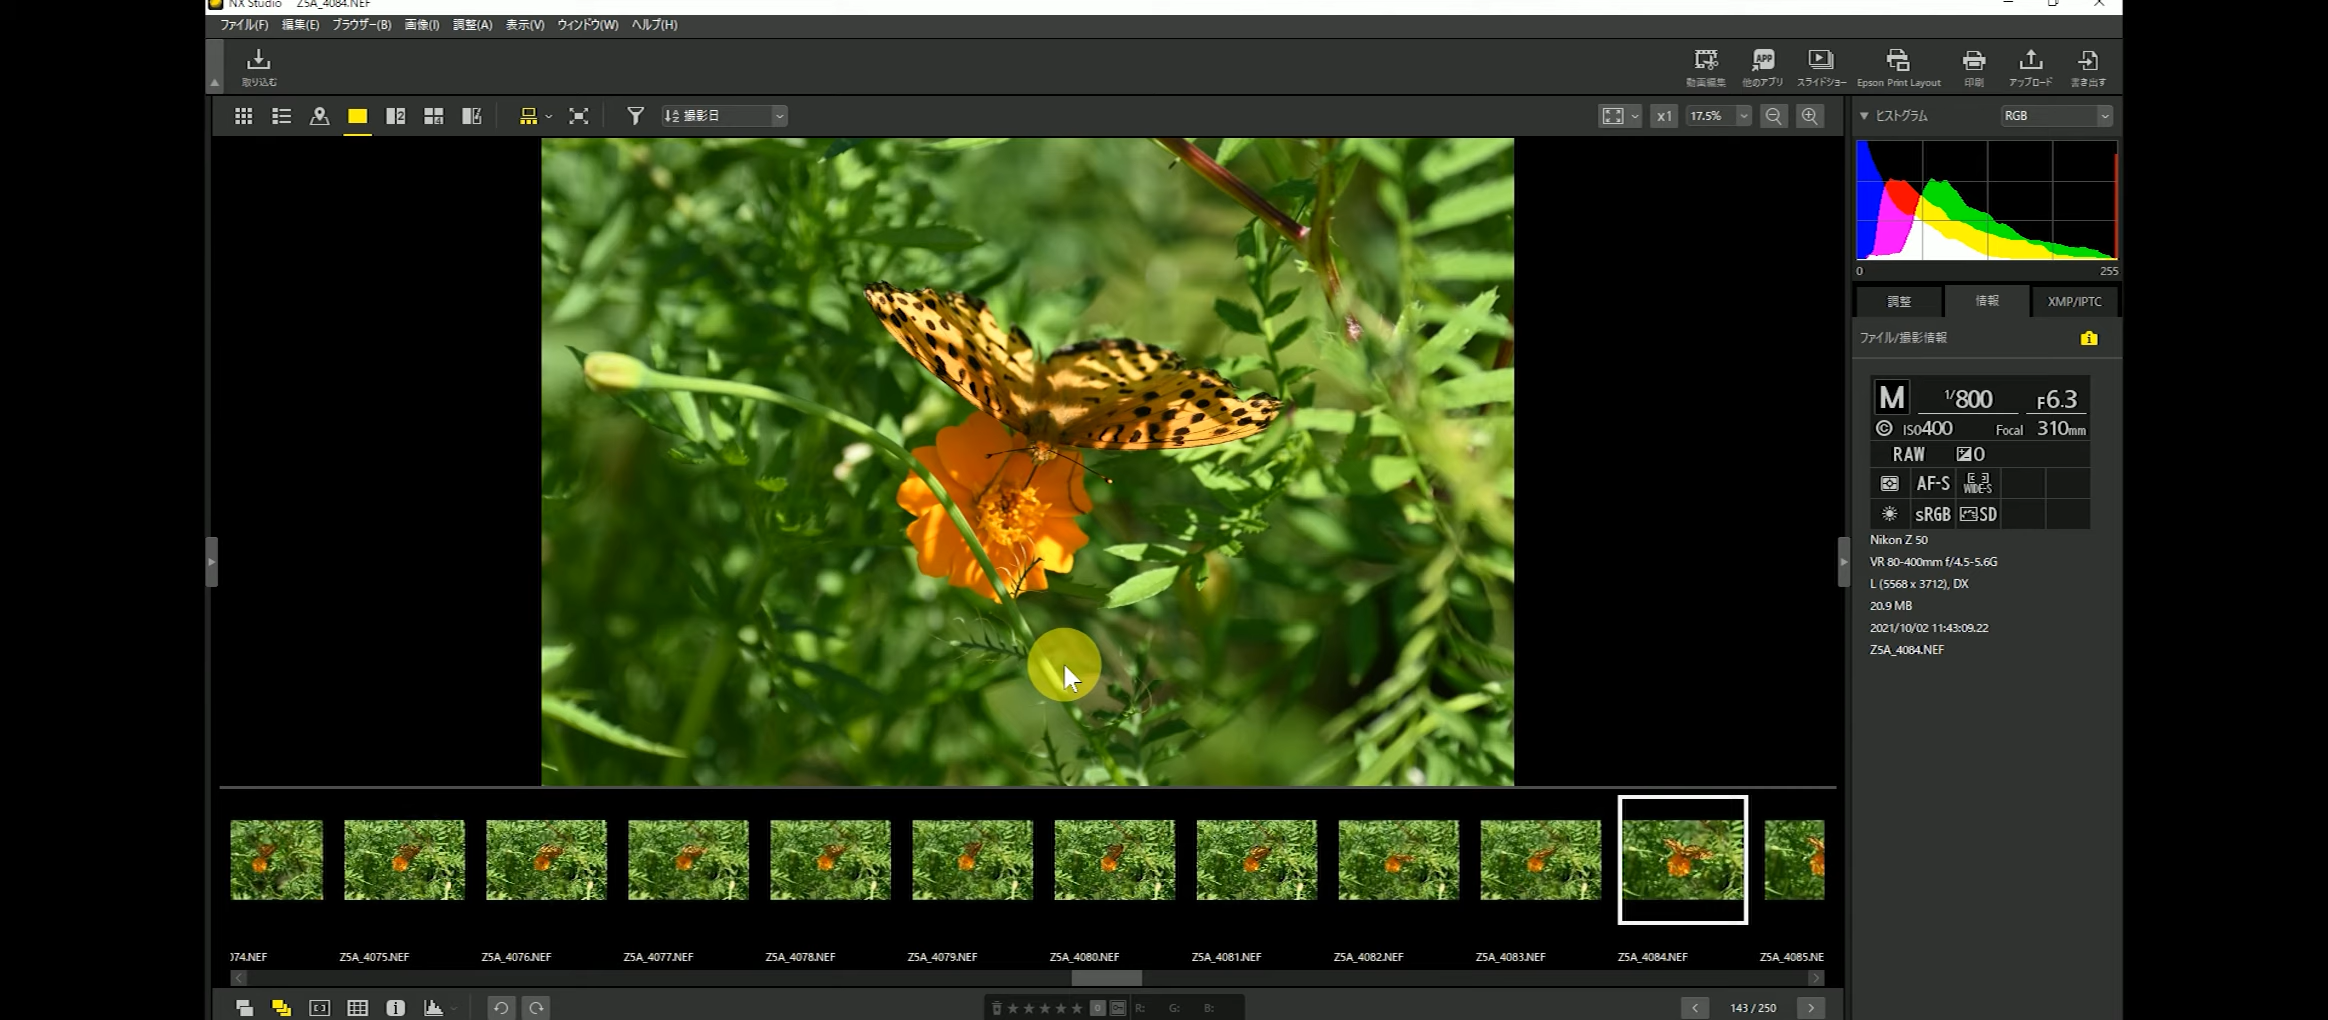 NX Studio Z5A_4084.NEF
ファイル(F) 編集(E) ブラウザー(B) 画像(I) 調整(A) 表示(V) ウィンドウ(W) ヘルプ(H)
取り込む
動画編集 他のアプリ スライドショー Epson Print Layout 印刷 アップロード 書き出す
撮影日
x1 17.5%
ヒストグラム RGB
0 255
調整 情報 XMP/IPTC
ファイル/撮影情報
M 1/800 F6.3
© ISO400 Focal 310mm
RAW 0
AF-S WIDE-S
sRGB SD
Nikon Z 50
VR 80-400mm f/4.5-5.6G
L (5568 x 3712), DX
20.9 MB
2021/10/02 11:43:09.22
Z5A_4084.NEF
074.NEF Z5A_4075.NEF Z5A_4076.NEF Z5A_4077.NEF Z5A_4078.NEF Z5A_4079.NEF Z5A_4080.NEF Z5A_4081.NEF Z5A_4082.NEF Z5A_4083.NEF Z5A_4084.NEF Z5A_4085.NE
0 R: G: B:
143 / 250